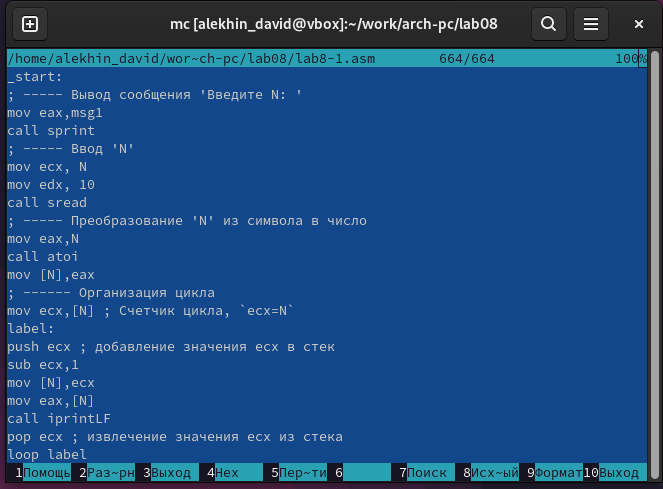 mc [alekhin_david@vbox]:~/work/arch-pc/lab08
/home/alekhin_david/wor~ch-pc/lab08/lab8-1.asm 664/664 100%
_start:
; ----- Вывод сообщения 'Введите N: '
mov eax,msg1
call sprint
; ----- Ввод 'N'
mov ecx, N
mov edx, 10
call sread
; ----- Преобразование 'N' из символа в число
mov eax,N
call atoi
mov [N],eax
; ------ Организация цикла
mov ecx,[N] ; Счетчик цикла, `ecx=N`
label:
push ecx ; добавление значения ecx в стек
sub ecx,1
mov [N],ecx
mov eax,[N]
call iprintLF
pop ecx ; извлечение значения ecx из стека
loop label
1Помощь 2Раз~рн 3Выход 4Hex 5Пер~ти 6 7Поиск 8Исх~ый 9Формат 10Выход